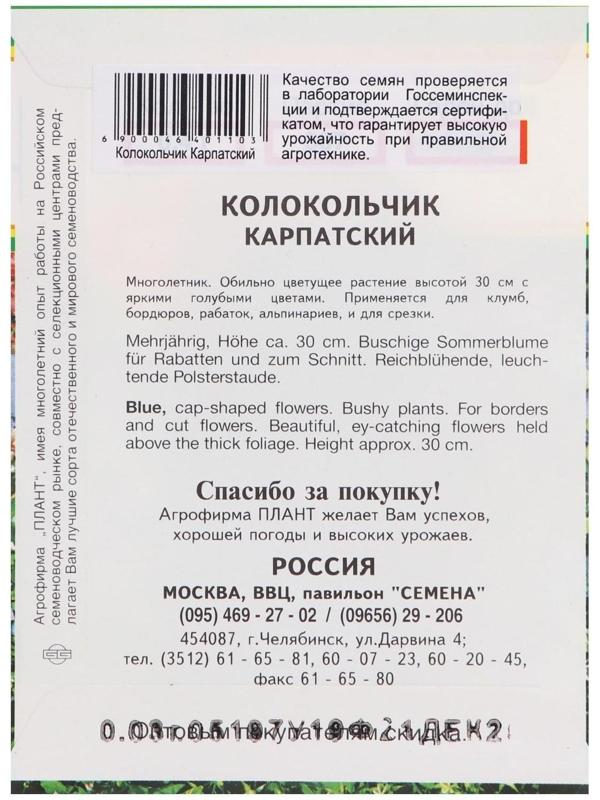 6 900046 401103
Колокольчик Карпатский
Качество семян проверяется
в лаборатории Госсеминспек-
ции и подтверждается сертифи-
катом, что гарантирует высокую
урожайность при правильной
агротехнике.
Агрофирма „ПЛАНТ", имея многолетний опыт работы на Российском
семеноводческом рынке, совместно с селекционными центрами пред-
лагает Вам лучшие сорта отечественного и мирового семеноводства.
КОЛОКОЛЬЧИК
КАРПАТСКИЙ
Многолетник. Обильно цветущее растение высотой 30 см с
яркими голубыми цветами. Применяется для клумб,
бордюров, рабаток, альпинариев, и для срезки.
Mehrjährig, Höhe ca. 30 cm. Buschige Sommerblume
für Rabatten und zum Schnitt. Reichblühende, leuch-
tende Polsterstaude.
Blue, cap-shaped flowers. Bushy plants. For borders
and cut flowers. Beautiful, ey-catching flowers held
above the thick foliage. Height approx. 30 cm.
Спасибо за покупку!
Агрофирма ПЛАНТ желает Вам успехов,
хорошей погоды и высоких урожаев.
РОССИЯ
МОСКВА, ВВЦ, павильон "СЕМЕНА"
(095) 469 - 27 - 02 / (09656) 29 - 206
454087, г.Челябинск, ул.Дарвина 4;
тел. (3512) 61 - 65 - 81, 60 - 07 - 23, 60 - 20 - 45,
факс 61 - 65 - 80
Оптовым покупателям скидка.